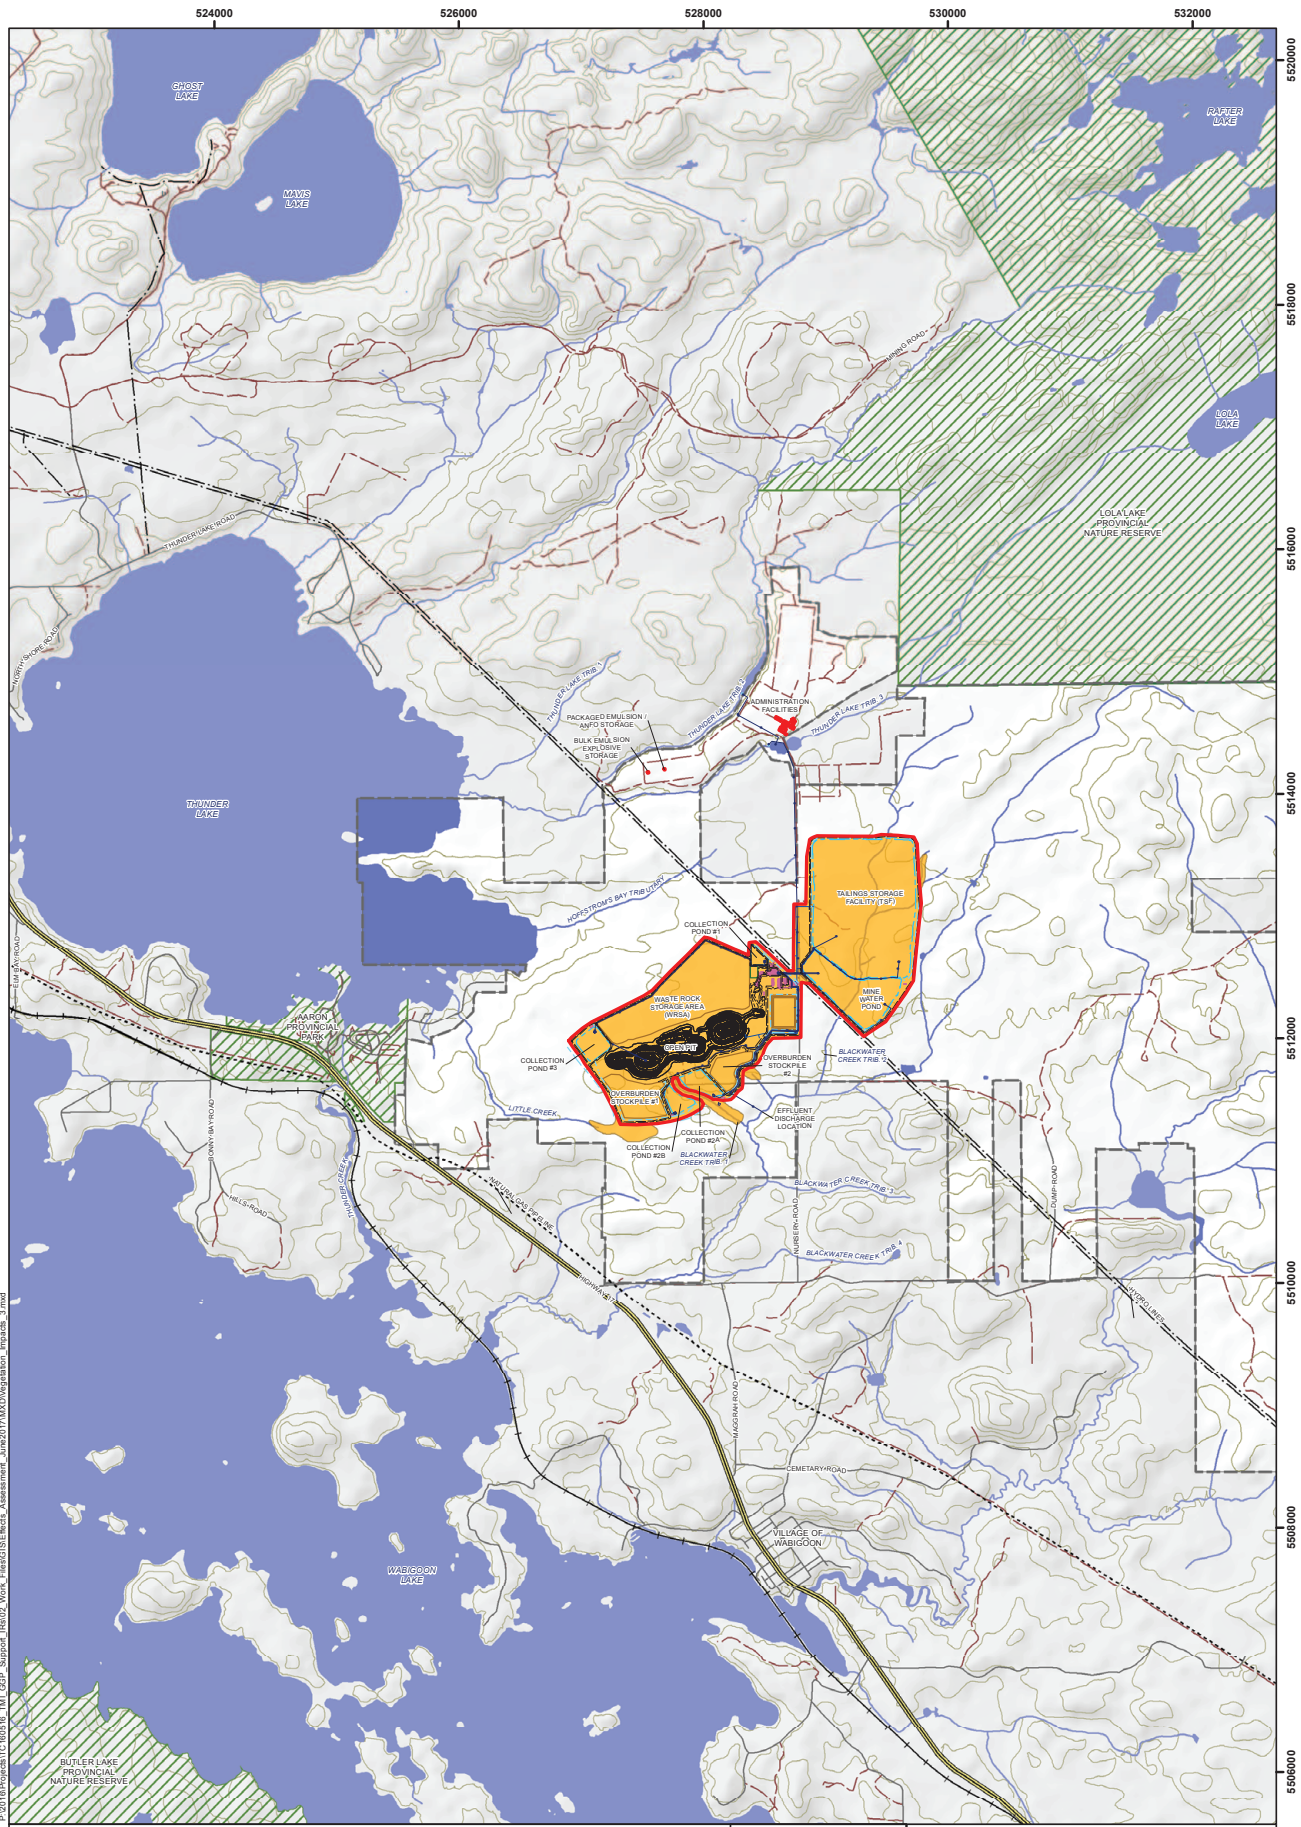 524000
526000
528000
530000
532000
5520000
GHOST
LAKE
RAFTER
LAKE
MAVIS
LAKE
5518000
MINING ROAD
LOLA
LAKE
LOLA LAKE
PROVINCIAL
NATURE RESERVE
THUNDER LAKE ROAD
5516000
NORTH SHORE ROAD
THUNDER LAKE TRIB. 1
THUNDER LAKE TRIB. 2
THUNDER LAKE TRIB. 3
ADMINISTRATION
FACILITIES
PACKAGED EMULSION /
ANFO STORAGE
BULK EMULSION
EXPLOSIVE
STORAGE
THUNDER
LAKE
5514000
HOFFSTROM'S BAY TRIBUTARY
TAILINGS STORAGE
FACILITY (TSF)
COLLECTION
POND #1
ELM BAY ROAD
WASTE ROCK
STORAGE AREA
(WRSA)
MINE
WATER
POND
AARON
PROVINCIAL
PARK
5512000
OPEN PIT
COLLECTION
POND #3
OVERBURDEN
STOCKPILE
#2
BLACKWATER
CREEK TRIB. 2
OVERBURDEN
STOCKPILE #1
LITTLE CREEK
EFFLUENT
DISCHARGE
LOCATION
COLLECTION
POND #2A
COLLECTION
POND #2B
BLACKWATER
CREEK TRIB. 1
BONNY BAY ROAD
THUNDER CREEK
HILLS ROAD
NATURAL GAS PIPELINE
BLACKWATER CREEK TRIB. 3
NURSERY ROAD
DUMP ROAD
BLACKWATER CREEK TRIB. 4
5510000
HIGHWAY 17
HYDRO LINES
MAGGRAH ROAD
CEMETARY ROAD
5508000
VILLAGE OF
WABIGOON
WABIGOON
LAKE
5506000
BUTLER LAKE
PROVINCIAL
NATURE RESERVE